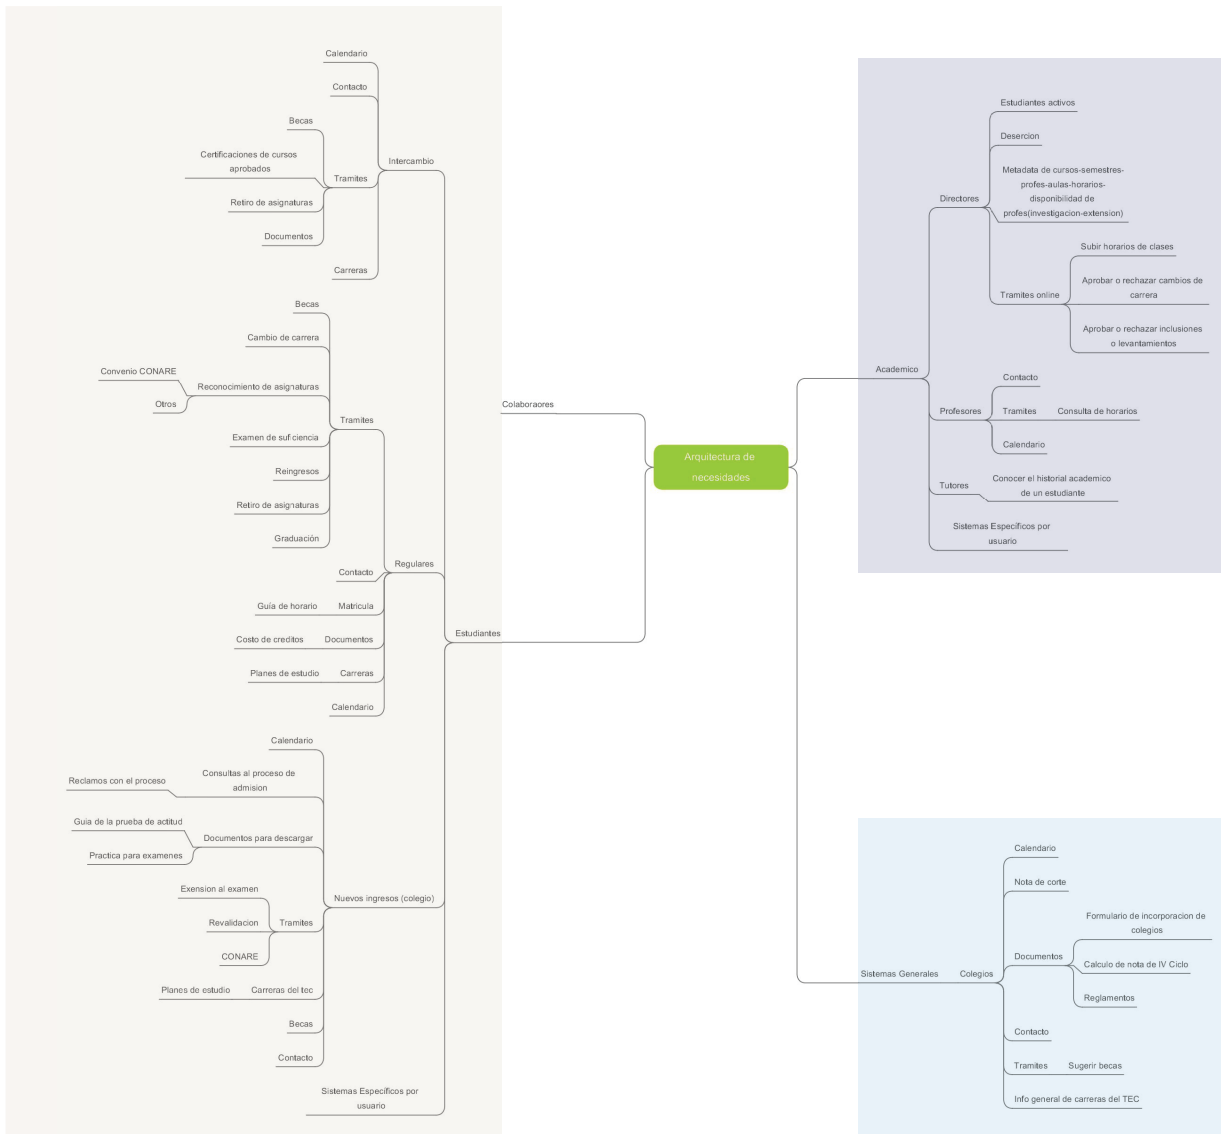 Calendario
Contacto
Becas
Certificaciones de cursos
aprobados
Tramites
Retiro de asignaturas
Documentos
Carreras
Intercambio
Becas
Cambio de carrera
Convenio CONARE
Otros
Reconocimiento de asignaturas
Tramites
Examen de suficiencia
Reingresos
Retiro de asignaturas
Graduación
Contacto
Regulares
Guía de horario
Matricula
Costo de creditos
Documentos
Planes de estudio
Carreras
Calendario
Estudiantes
Calendario
Consultas al proceso de
admision
Reclamos con el proceso
Guia de la prueba de actitud
Practica para examenes
Documentos para descargar
Nuevos ingresos (colegio)
Exension al examen
Revalidacion
CONARE
Tramites
Planes de estudio
Carreras del tec
Becas
Contacto
Sistemas Específicos por
usuario
Colaboraores
Arquitectura de
necesidades
Academico
Directores
Estudiantes activos
Desercion
Metadata de cursos-semestres-
profes-aulas-horarios-
disponibilidad de
profes(investigacion-extension)
Tramites online
Subir horarios de clases
Aprobar o rechazar cambios de
carrera
Aprobar o rechazar inclusiones
o levantamientos
Profesores
Contacto
Tramites
Consulta de horarios
Calendario
Tutores
Conocer el historial academico
de un estudiante
Sistemas Específicos por
usuario
Sistemas Generales
Colegios
Calendario
Nota de corte
Documentos
Formulario de incorporacion de
colegios
Calculo de nota de IV Ciclo
Reglamentos
Contacto
Tramites
Sugerir becas
Info general de carreras del TEC